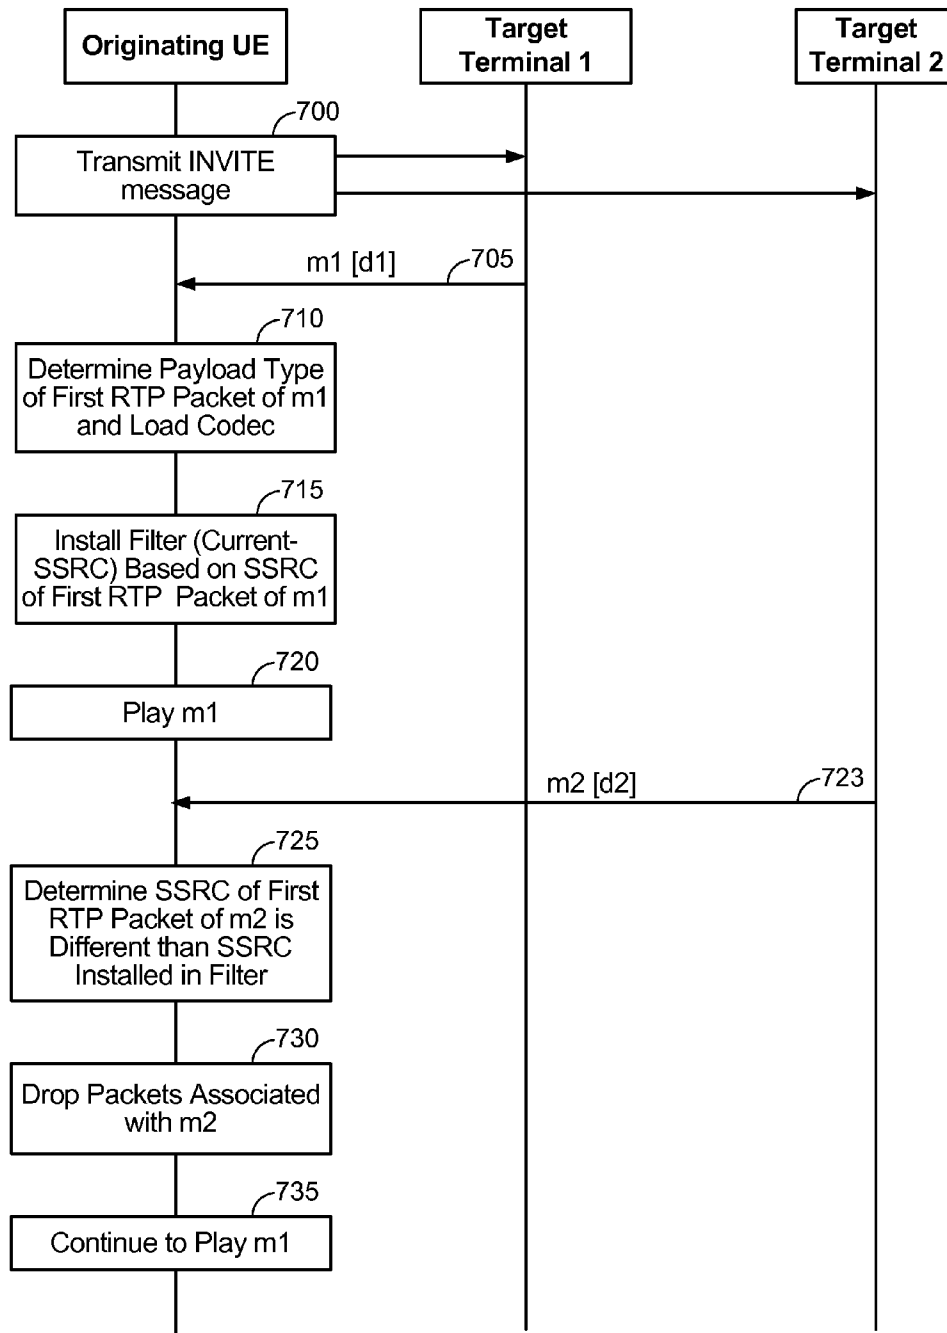 Originating UE
Target
Terminal 1
Target
Terminal 2
700
Transmit INVITE
message
m1 [d1]
705
710
Determine Payload Type
of First RTP Packet of m1
and Load Codec
715
Install Filter (Current-
SSRC) Based on SSRC
of First RTP Packet of m1
720
Play m1
m2 [d2]
723
725
Determine SSRC of First
RTP Packet of m2 is
Different than SSRC
Installed in Filter
730
Drop Packets Associated
with m2
735
Continue to Play m1